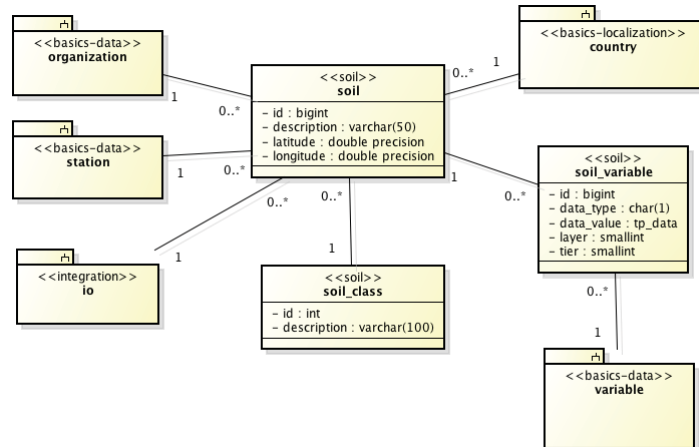 <<basics-data>>
organization
1
0..*
<<basics-localization>>
country
1
0..*
<<soil>>
soil
- id : bigint
- description : varchar(50)
- latitude : double precision
- longitude : double precision
<<basics-data>>
station
1
0..*
<<soil>>
soil_variable
- id : bigint
- data_type : char(1)
- data_value : tp_data
- layer : smallint
- tier : smallint
1
0..*
<<integration>>
io
1
0..*
0..*
1
<<soil>>
soil_class
- id : int
- description : varchar(100)
0..*
1
<<basics-data>>
variable